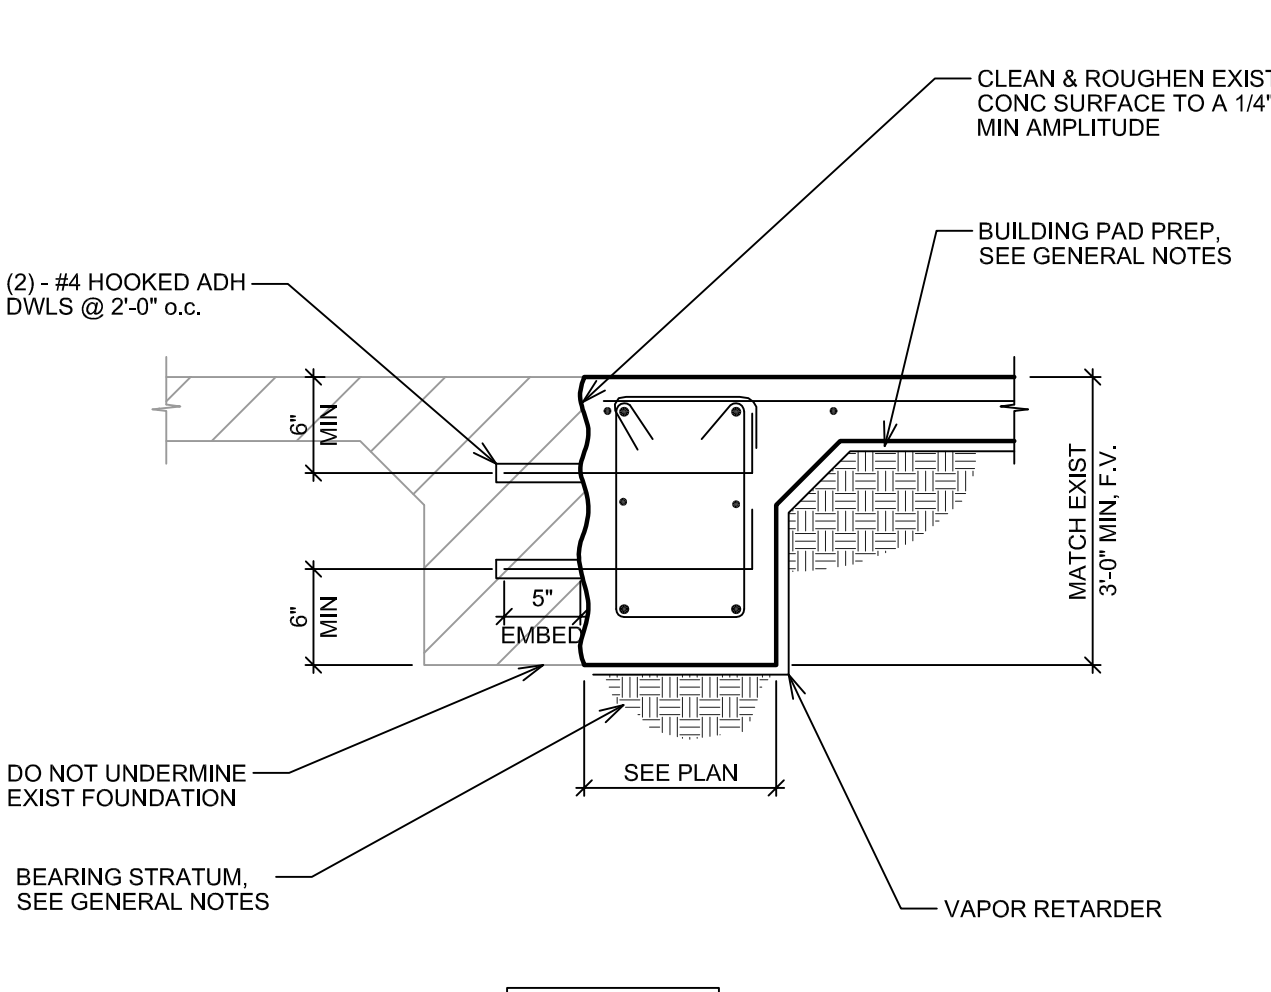 CLEAN & ROUGHEN EXIST
CONC SURFACE TO A 1/4"
MIN AMPLITUDE
BUILDING PAD PREP,
SEE GENERAL NOTES
(2) - #4 HOOKED ADH
DWLS @ 2'-0" o.c.
6"
MIN
MATCH EXIST
3'-0" MIN, F.V.
6"
MIN
5"
EMBED
DO NOT UNDERMINE
EXIST FOUNDATION
SEE PLAN
BEARING STRATUM,
SEE GENERAL NOTES
VAPOR RETARDER